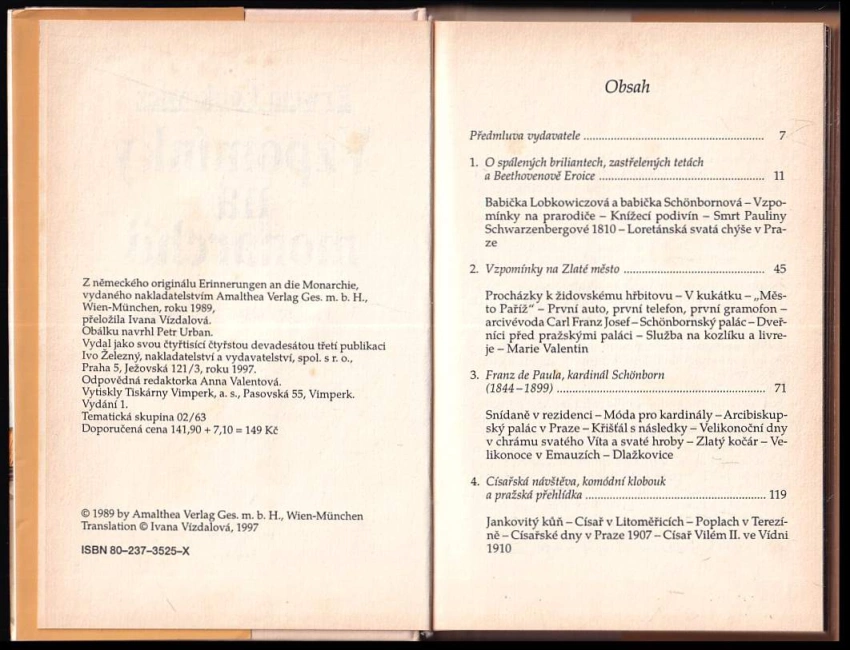 Z německého originálu Erinnerungen an die Monarchie,
vydaného nakladatelstvím Amalthea Verlag Ges. m. b. H.,
Wien-München, roku 1989,
přeložila Ivana Vízdalová.
Obálku navrhl Petr Urban.
Vydal jako svou čtyřtisící čtyřstou devadesátou třetí publikaci
Ivo Železný, nakladatelství a vydavatelství, spol. s r. o.,
Praha 5, Ježovská 121/3, roku 1997.
Odpovědná redaktorka Anna Valentová.
Vytiskly Tiskárny Vimperk, a. s., Pasovská 55, Vimperk.
Vydání 1.
Tematická skupina 02/63
Doporučená cena 141,90 + 7,10 = 149 Kč
© 1989 by Amalthea Verlag Ges. m. b. H., Wien-München
Translation © Ivana Vízdalová, 1997
ISBN 80–237–3525–X
Obsah
Předmluva vydavatele ........ 7
1. O spálených briliantech, zastřelených tetách
a Beethovenově Eroice ........ 11
Babička Lobkowiczová a babička Schönbornová – Vzpo-
mínky na prarodiče – Knížecí podivín – Smrt Pauliny
Schwarzenbergové 1810 – Loretánská svatá chýše v Pra-
ze
2. Vzpomínky na Zlaté město ........ 45
Procházky k židovskému hřbitovu – V kukátku – „Měs-
to Paříž“ – První auto, první telefon, první gramofon –
arcivévoda Carl Franz Josef – Schönbornský palác – Dveř-
níci před pražskými paláci – Služba na kozlíku a livre-
je – Marie Valentin
3. Franz de Paula, kardinál Schönborn
(1844–1899) ........ 71
Snídaně v rezidenci – Móda pro kardinály – Arcibiskup-
ský palác v Praze – Křišťál s následky – Velikonoční dny
v chrámu svatého Víta a svaté hroby – Zlatý kočár – Ve-
likonoce v Emauzích – Dlažkovice
4. Císařská návštěva, komódní klobouk
a pražská přehlídka ........ 119
Jankovitý kůň – Císař v Litoměřicích – Poplach v Terezí-
ně – Císařské dny v Praze 1907 – Císař Vilém II. ve Vídni
1910